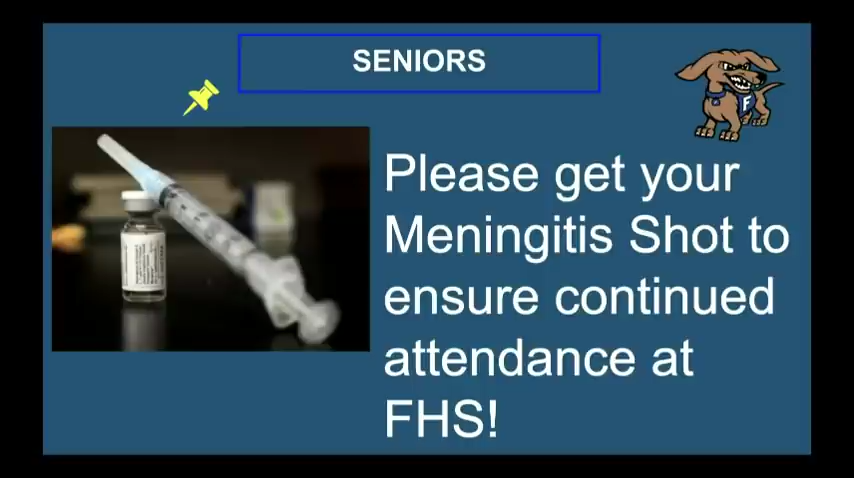 SENIORS
F
Please get your
Meningitis Shot to
ensure continued
attendance at
FHS!